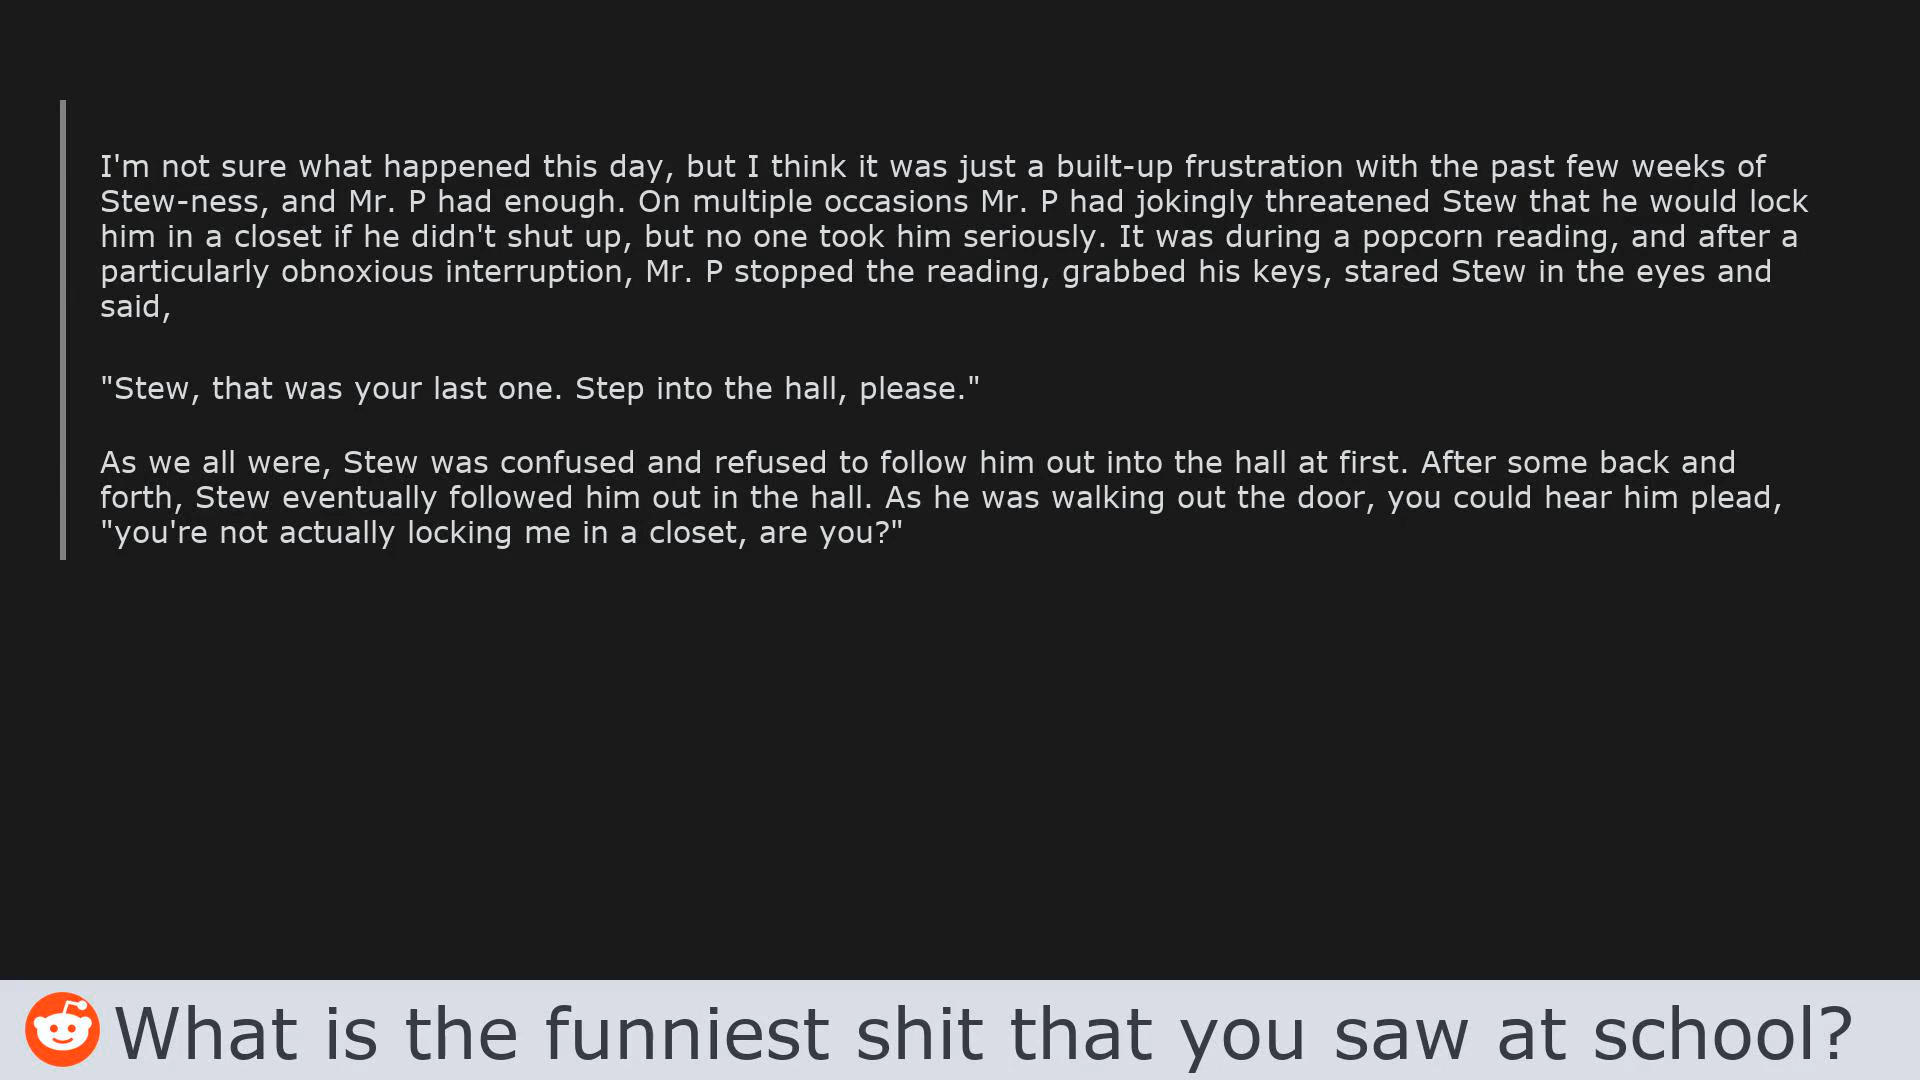 I'm not sure what happened this day, but I think it was just a built-up frustration with the past few weeks of
Stew-ness, and Mr. P had enough. On multiple occasions Mr. P had jokingly threatened Stew that he would lock
him in a closet if he didn't shut up, but no one took him seriously. It was during a popcorn reading, and after a
particularly obnoxious interruption, Mr. P stopped the reading, grabbed his keys, stared Stew in the eyes and
said,
"Stew, that was your last one. Step into the hall, please."
As we all were, Stew was confused and refused to follow him out into the hall at first. After some back and
forth, Stew eventually followed him out in the hall. As he was walking out the door, you could hear him plead,
"you're not actually locking me in a closet, are you?"
What is the funniest shit that you saw at school?